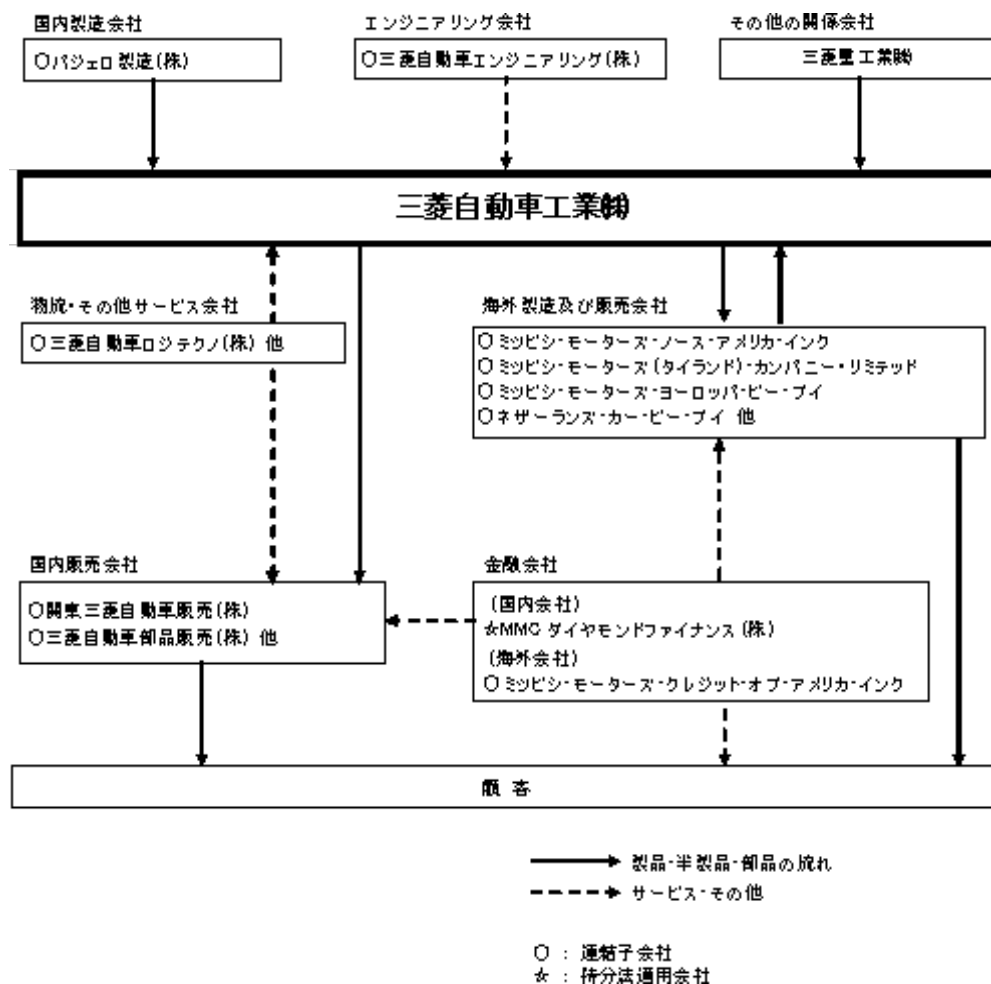 国内製造会社
エンジニアリング会社
その他の関係会社
○パジェロ製造(株)
○三菱自動車エンジニアリング(株)
三菱重工業㈱
三菱自動車工業㈱
物流・その他サービス会社
○三菱自動車ロジテクノ(株) 他
海外製造及び販売会社
○ミツビシ・モーターズ・ノース・アメリカ・インク
○ミツビシ・モーターズ(タイランド)・カンパニー・リミテッド
○ミツビシ・モーターズ・ヨーロッパ・ビー・ブイ
○ネザーランズ・カー・ビー・ブイ 他
国内販売会社
○関東三菱自動車販売(株)
○三菱自動車部品販売(株) 他
金融会社
(国内会社)
☆MMCダイヤモンドファイナンス(株)
(海外会社)
○ミツビシ・モーターズ・クレジット・オブ・アメリカ・インク
顧 客
製品・半製品・部品の流れ
サービス・その他
○ : 連結子会社
☆ : 持分法適用会社